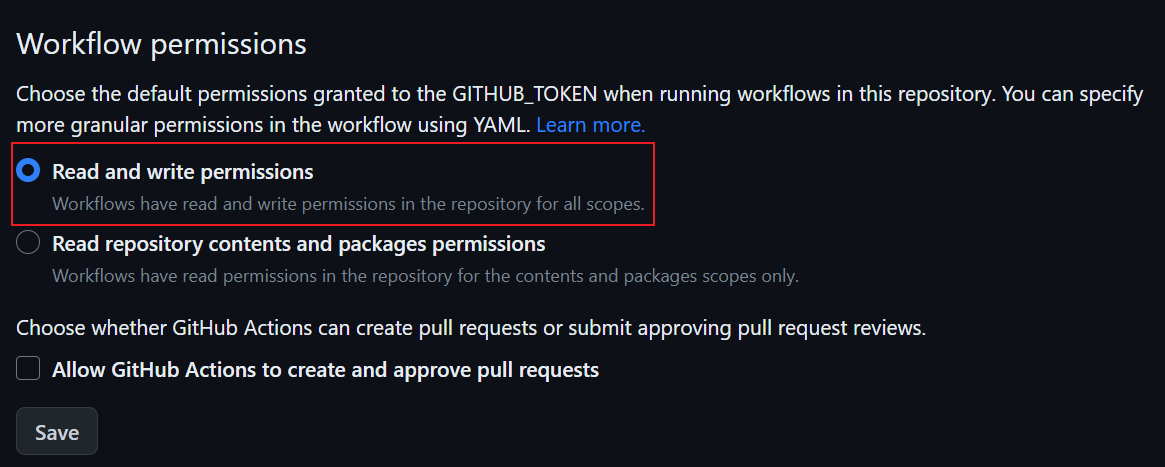 Workflow permissions
Choose the default permissions granted to the GITHUB_TOKEN when running workflows in this repository. You can specify
more granular permissions in the workflow using YAML. Learn more.
Read and write permissions
Workflows have read and write permissions in the repository for all scopes.
Read repository contents and packages permissions
Workflows have read permissions in the repository for the contents and packages scopes only.
Choose whether GitHub Actions can create pull requests or submit approving pull request reviews.
Allow GitHub Actions to create and approve pull requests
Save